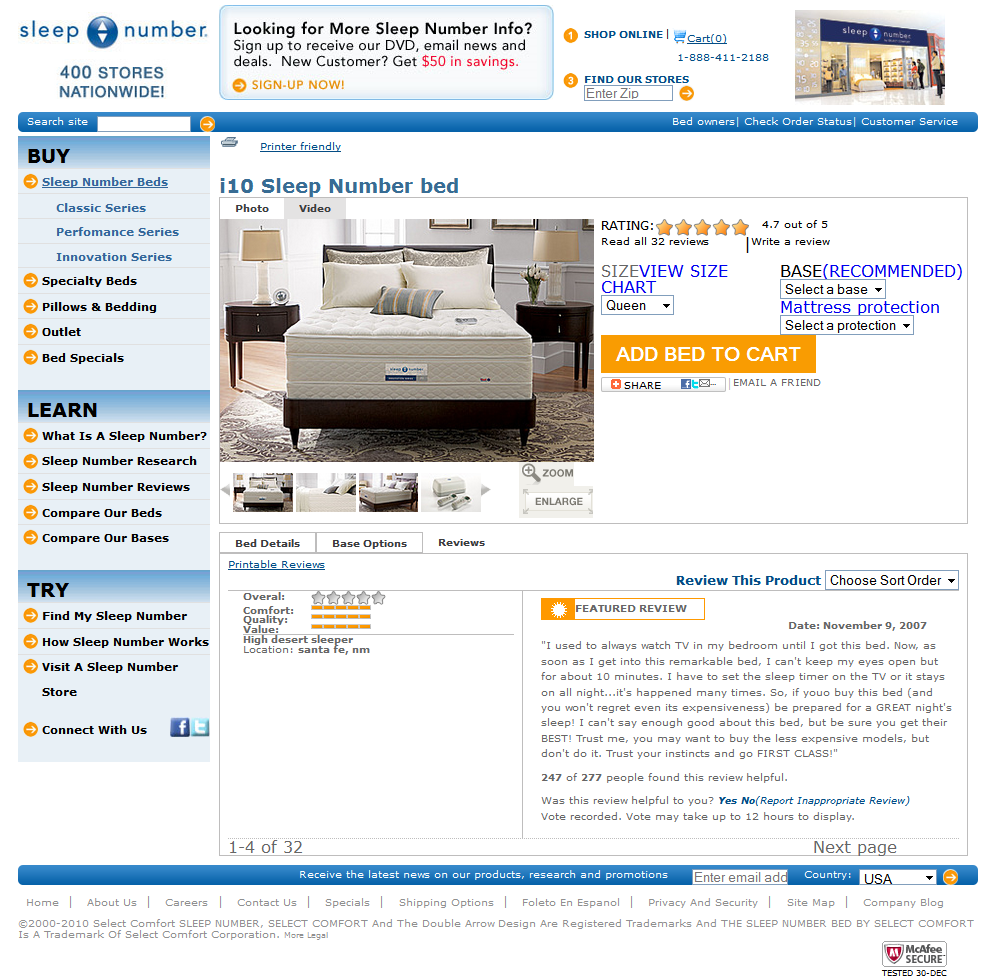 sleep number.
400 STORES
NATIONWIDE!
Looking for More Sleep Number Info?
Sign up to receive our DVD, email news and
deals. New Customer? Get $50 in savings.
SIGN-UP NOW!
1 SHOP ONLINE | Cart(0)
1-888-411-2188
3 FIND OUR STORES
Enter Zip
sleep number
Search site
Bed owners| Check Order Status| Customer Service
BUY
Sleep Number Beds
Classic Series
Perfomance Series
Innovation Series
Specialty Beds
Pillows & Bedding
Outlet
Bed Specials
LEARN
What Is A Sleep Number?
Sleep Number Research
Sleep Number Reviews
Compare Our Beds
Compare Our Bases
TRY
Find My Sleep Number
How Sleep Number Works
Visit A Sleep Number
Store
Connect With Us
Printer friendly
i10 Sleep Number bed
Photo Video
sleep number
RATING: 4.7 out of 5
Read all 32 reviews Write a review
SIZEVIEW SIZE
CHART
Queen
BASE(RECOMMENDED)
Select a base
Mattress protection
Select a protection
ADD BED TO CART
SHARE | EMAIL A FRIEND
ZOOM
ENLARGE
Bed Details Base Options Reviews
Printable Reviews
Review This Product Choose Sort Order
Overal:
Comfort:
Quality:
Value:
High desert sleeper
Location: santa fe, nm
FEATURED REVIEW
Date: November 9, 2007
"I used to always watch TV in my bedroom until I got this bed. Now, as
soon as I get into this remarkable bed, I can't keep my eyes open but
for about 10 minutes. I have to set the sleep timer on the TV or it stays
on all night...it's happened many times. So, if youo buy this bed (and
you won't regret even its expensiveness) be prepared for a GREAT night's
sleep! I can't say enough good about this bed, but be sure you get their
BEST! Trust me, you may want to buy the less expensive models, but
don't do it. Trust your instincts and go FIRST CLASS!"
247 of 277 people found this review helpful.
Was this review helpful to you? Yes No(Report Inappropriate Review)
Vote recorded. Vote may take up to 12 hours to display.
1-4 of 32 Next page
Receive the latest news on our products, research and promotions Enter email add Country: USA
Home | About Us | Careers | Contact Us | Specials | Shipping Options | Foleto En Espanol | Privacy And Security | Site Map | Company Blog
©2000-2010 Select Comfort SLEEP NUMBER, SELECT COMFORT And The Double Arrow Design Are Registered Trademarks And THE SLEEP NUMBER BED BY SELECT COMFORT
Is A Trademark Of Select Comfort Corporation. More Legal
McAfee
SECURE
TESTED 30-DEC